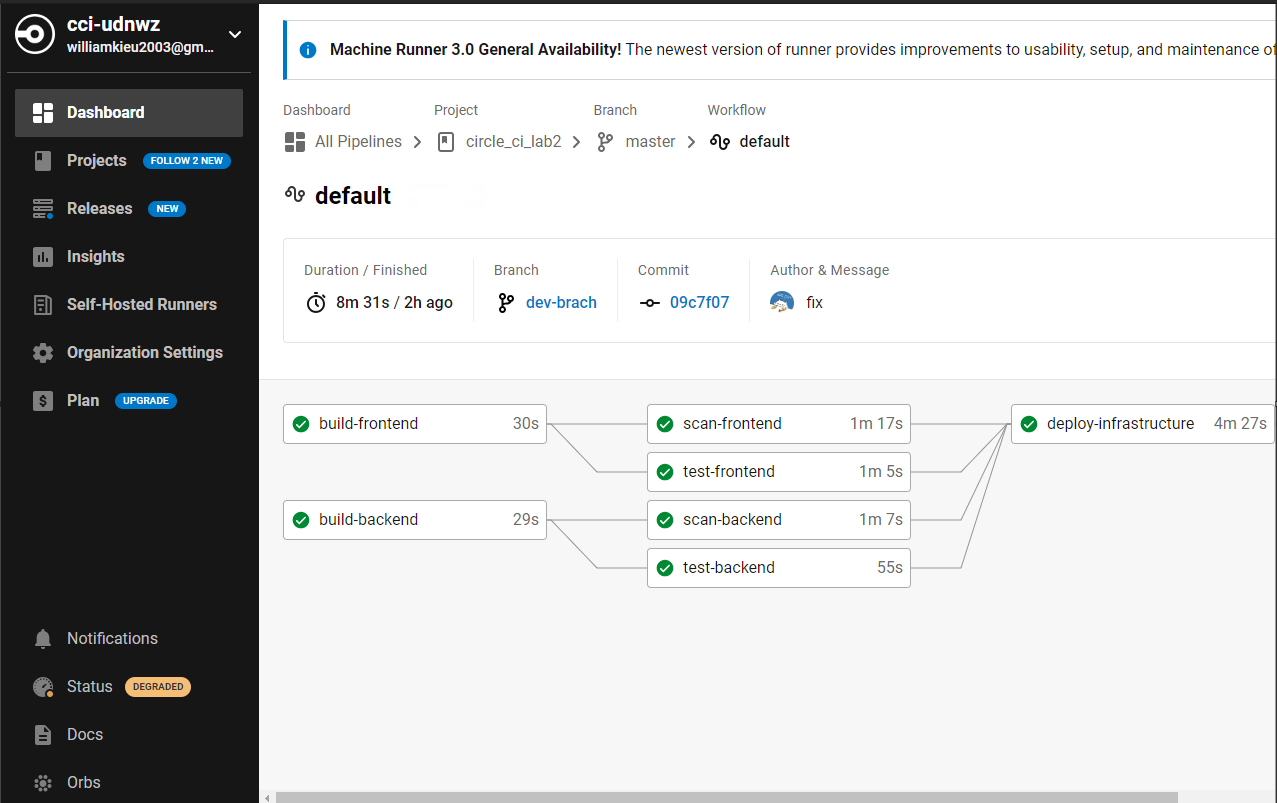 cci-udnwz
williamkieu2003@gm...
Dashboard
Projects FOLLOW 2 NEW
Releases NEW
Insights
Self-Hosted Runners
Organization Settings
Plan UPGRADE
Notifications
Status DEGRADED
Docs
Orbs
Machine Runner 3.0 General Availability! The newest version of runner provides improvements to usability, setup, and maintenance of
Dashboard Project Branch Workflow
All Pipelines circle_ci_lab2 master default
default
Duration / Finished Branch Commit Author & Message
8m 31s / 2h ago dev-brach 09c7f07 fix
build-frontend 30s scan-frontend 1m 17s deploy-infrastructure 4m 27s
test-frontend 1m 5s
build-backend 29s scan-backend 1m 7s
test-backend 55s